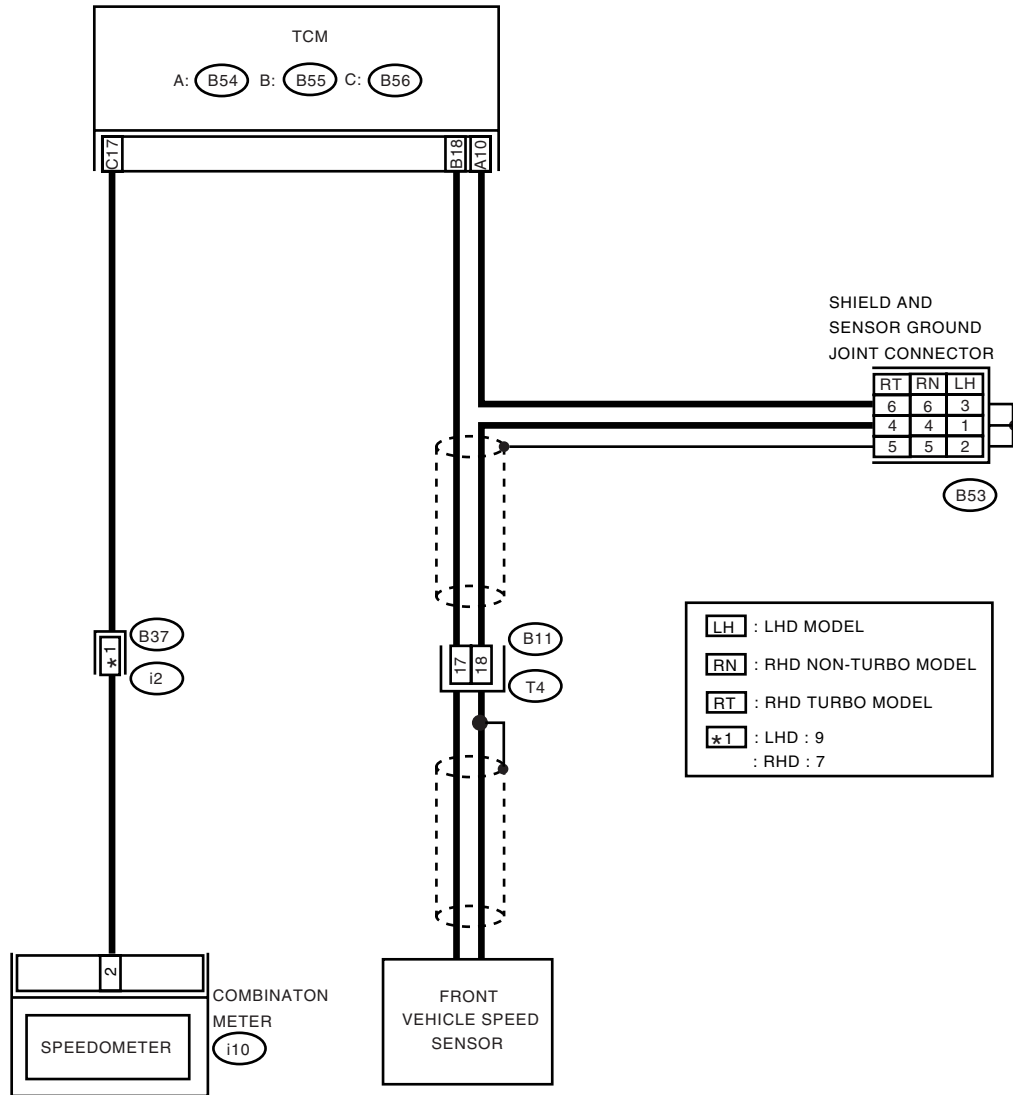 TCM
A: B54 B: B55 C: B56
C17
B18
A10
SHIELD AND
SENSOR GROUND
JOINT CONNECTOR
RT RN LH
6 6 3
4 4 1
5 5 2
B53
*1
B37
i2
17
18
B11
T4
LH : LHD MODEL
RN : RHD NON-TURBO MODEL
RT : RHD TURBO MODEL
*1 : LHD : 9
: RHD : 7
2
COMBINATON
METER
i10
SPEEDOMETER
FRONT
VEHICLE SPEED
SENSOR